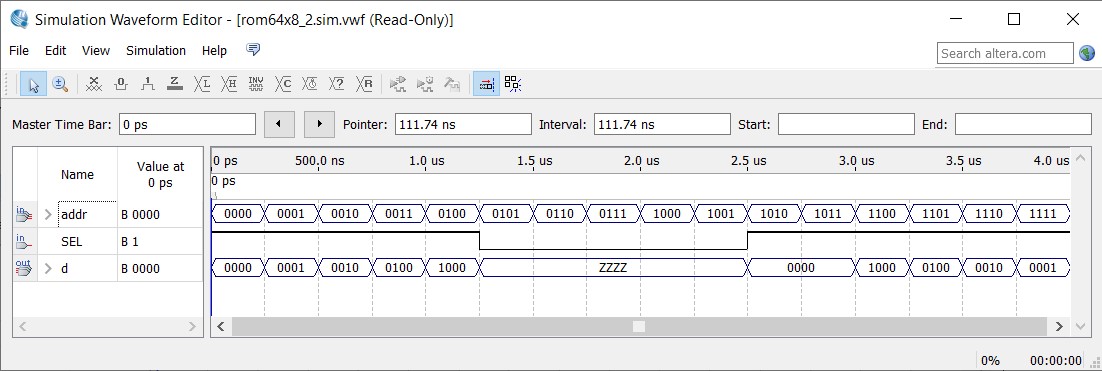 Simulation Waveform Editor - [rom64x8_2.sim.vwf (Read-Only)]
File Edit View Simulation Help
Search altera.com
Master Time Bar: 0 ps Pointer: 111.74 ns Interval: 111.74 ns Start: End:
Name Value at 0 ps
0 ps 500.0 ns 1.0 us 1.5 us 2.0 us 2.5 us 3.0 us 3.5 us 4.0 us
0 ps
in addr B 0000 0000 0001 0010 0011 0100 0101 0110 0111 1000 1001 1010 1011 1100 1101 1110 1111
in SEL B 1
out d B 0000 0000 0001 0010 0100 1000 ZZZZ 0000 1000 0100 0010 0001
0% 00:00:00